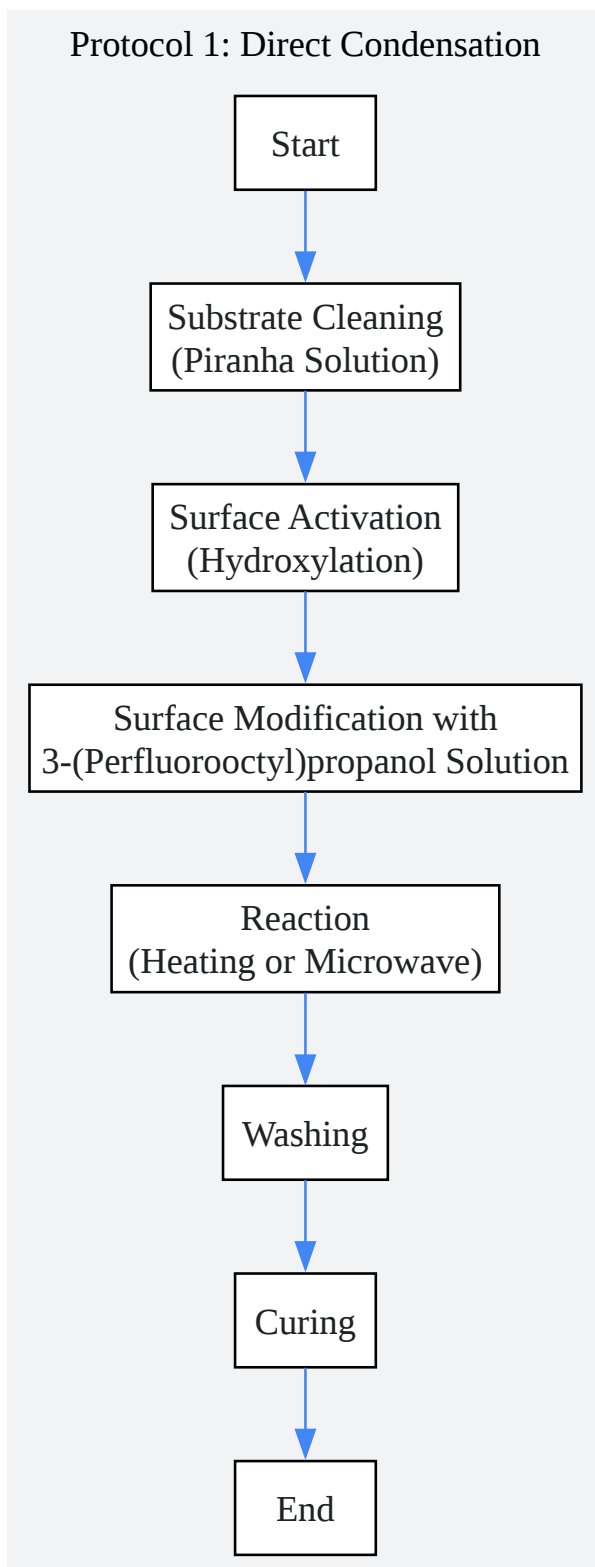 Protocol 1: Direct Condensation
Start
Substrate Cleaning
(Piranha Solution)
Surface Activation
(Hydroxylation)
Surface Modification with
3-(Perfluorooctyl)propanol Solution
Reaction
(Heating or Microwave)
Washing
Curing
End